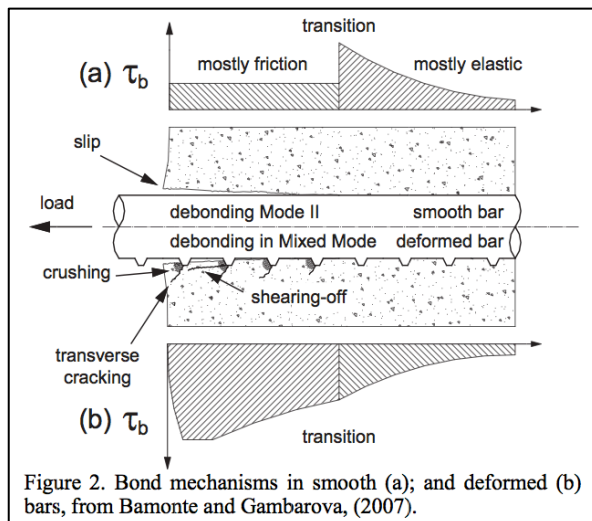 transition
(a) τb
mostly friction
mostly elastic
slip
load
debonding Mode II
smooth bar
debonding in Mixed Mode
deformed bar
crushing
shearing-off
transverse
cracking
(b) τb
transition
Figure 2. Bond mechanisms in smooth (a); and deformed (b)
bars, from Bamonte and Gambarova, (2007).